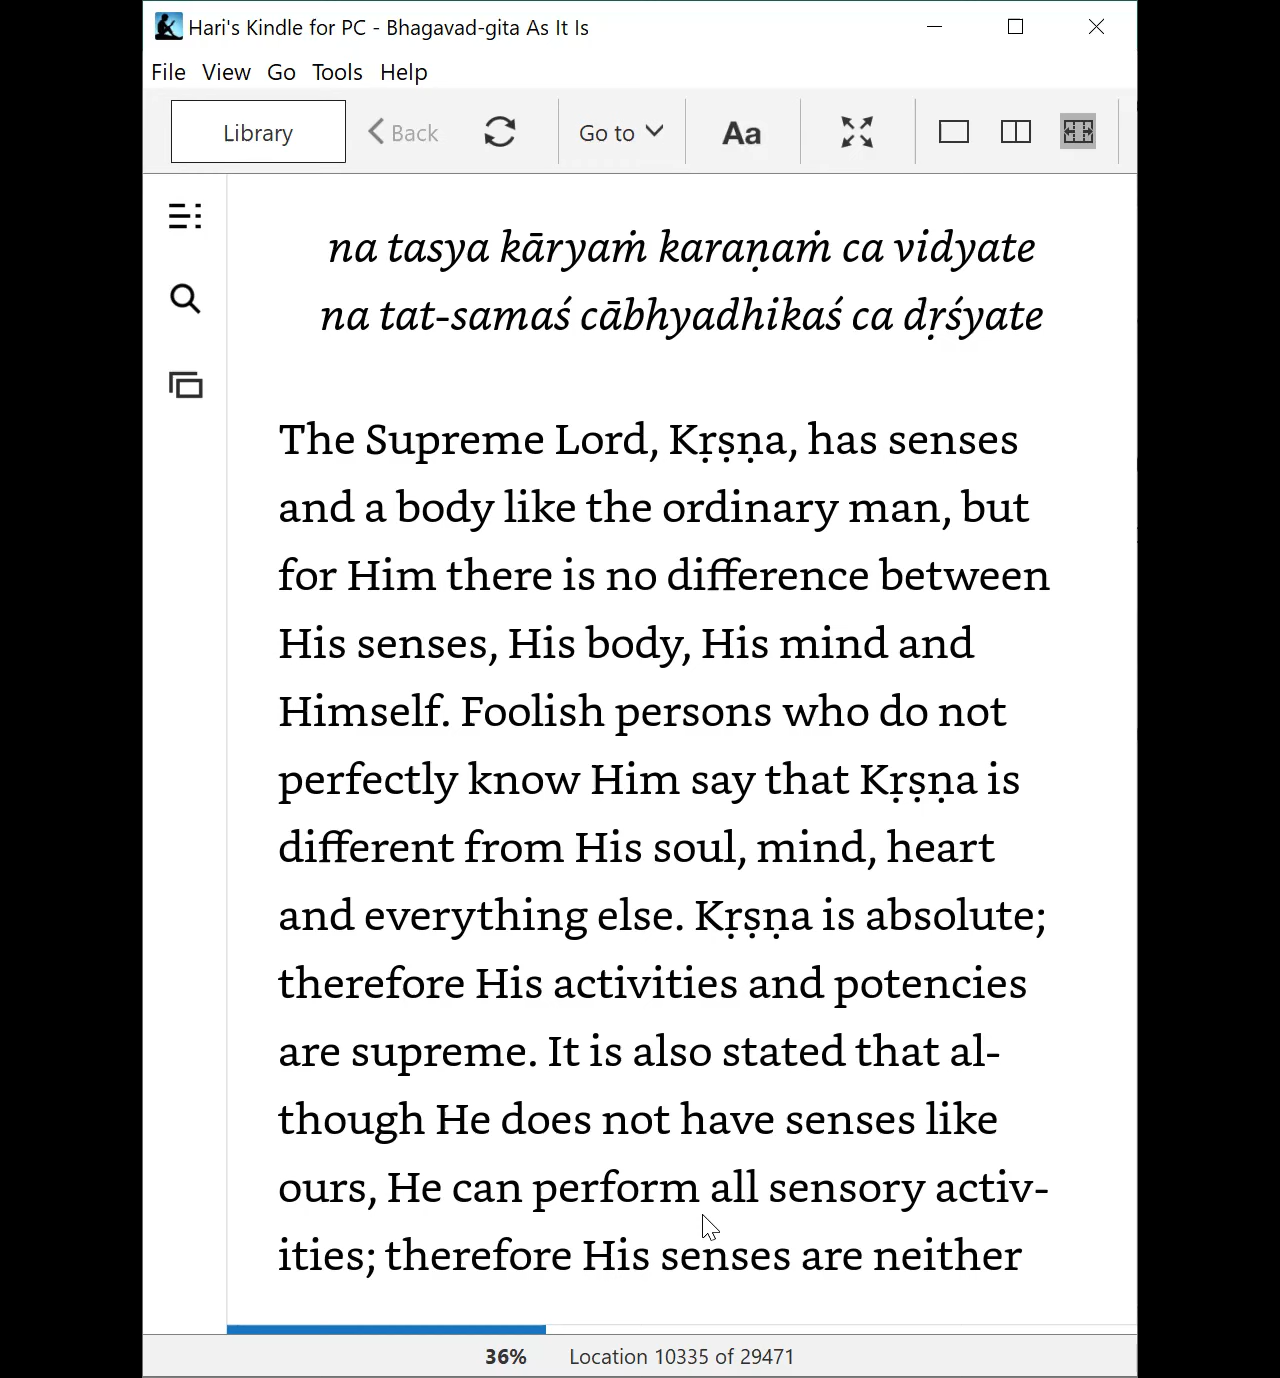 Hari's Kindle for PC - Bhagavad-gita As It Is
File View Go Tools Help
Library Back Go to Aa
na tasya kāryaṁ karaṇaṁ ca vidyate
na tat-samaś cābhyadhikaś ca dṛśyate
The Supreme Lord, Kṛṣṇa, has senses
and a body like the ordinary man, but
for Him there is no difference between
His senses, His body, His mind and
Himself. Foolish persons who do not
perfectly know Him say that Kṛṣṇa is
different from His soul, mind, heart
and everything else. Kṛṣṇa is absolute;
therefore His activities and potencies
are supreme. It is also stated that al-
though He does not have senses like
ours, He can perform all sensory activ-
ities; therefore His senses are neither
36% Location 10335 of 29471